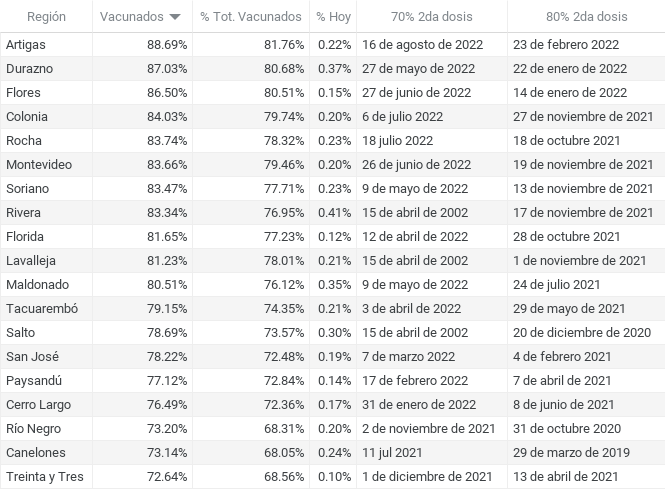 Región Vacunados % Tot. Vacunados % Hoy 70% 2da dosis 80% 2da dosis
Artigas 88.69% 81.76% 0.22% 16 de agosto de 2022 23 de febrero 2022
Durazno 87.03% 80.68% 0.37% 27 de mayo de 2022 22 de enero de 2022
Flores 86.50% 80.51% 0.15% 27 de junio de 2022 14 de enero de 2022
Colonia 84.03% 79.74% 0.20% 6 de julio 2022 27 de noviembre de 2021
Rocha 83.74% 78.32% 0.23% 18 julio 2022 18 de octubre 2021
Montevideo 83.66% 79.46% 0.20% 26 de junio de 2022 19 de noviembre de 2021
Soriano 83.47% 77.71% 0.23% 9 de mayo de 2022 13 de noviembre de 2021
Rivera 83.34% 76.95% 0.41% 15 de abril de 2002 17 de noviembre de 2021
Florida 81.65% 77.23% 0.12% 12 de abril de 2022 28 de octubre 2021
Lavalleja 81.23% 78.01% 0.21% 15 de abril de 2002 1 de noviembre de 2021
Maldonado 80.51% 76.12% 0.35% 9 de mayo de 2022 24 de julio 2021
Tacuarembó 79.15% 74.35% 0.21% 3 de abril de 2022 29 de mayo de 2021
Salto 78.69% 73.57% 0.30% 15 de abril de 2002 20 de diciembre de 2020
San José 78.22% 72.48% 0.19% 7 de marzo 2022 4 de febrero 2021
Paysandú 77.12% 72.84% 0.14% 17 de febrero 2022 7 de abril de 2021
Cerro Largo 76.49% 72.36% 0.17% 31 de enero de 2022 8 de junio de 2021
Río Negro 73.20% 68.31% 0.20% 2 de noviembre de 2021 31 de octubre 2020
Canelones 73.14% 68.05% 0.24% 11 jul 2021 29 de marzo de 2019
Treinta y Tres 72.64% 68.56% 0.10% 1 de diciembre de 2021 13 de abril de 2021